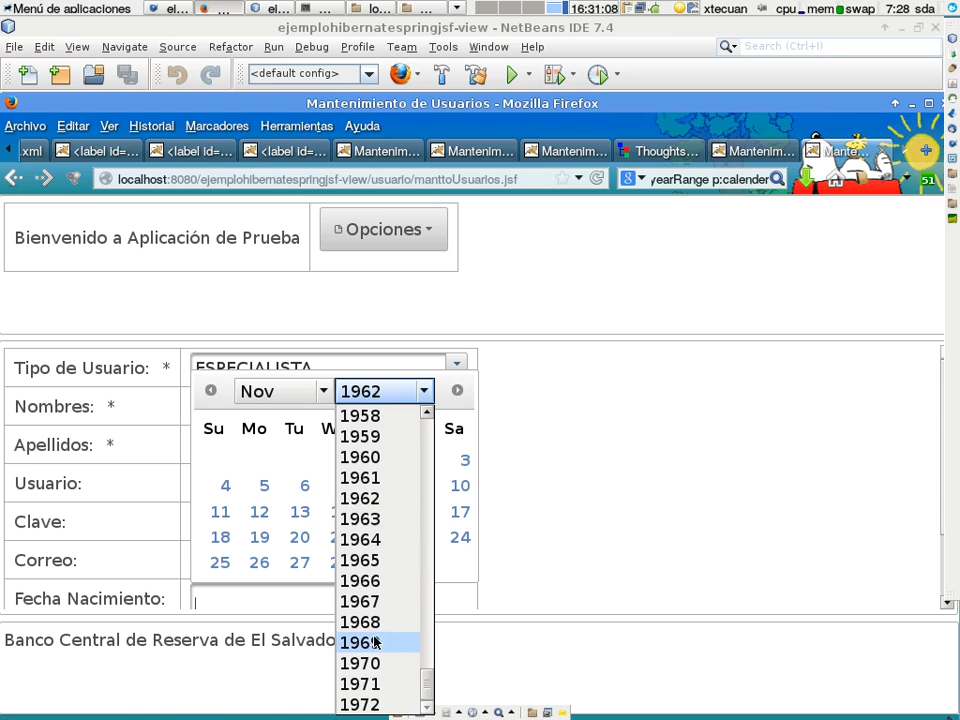 Menú de aplicaciones el... ... el... ... lo... ... 16:31:08 xtecuan cpu mem swap 7:28 sda
ejemplohibernatespringjsf-view - NetBeans IDE 7.4
File Edit View Navigate Source Refactor Run Debug Profile Team Tools Window Help Search (Ctrl+I)
<default config>
Mantenimiento de Usuarios - Mozilla Firefox
Archivo Editar Ver Historial Marcadores Herramientas Ayuda
xml <label id=... <label id=... <label id=... Mantenim... Mantenim... Mantenim... Thoughts... Mantenim...
localhost:8080/ejemplohibernatespringjsf-view/usuario/manttoUsuarios.jsf yearRange p:calender 51
Bienvenido a Aplicación de Prueba Opciones
Tipo de Usuario: * ESPECIALISTA
Nov 1962
Nombres: *
Apellidos: *
Usuario:
Clave:
Correo:
Fecha Nacimiento:
Su Mo Tu Sa
3
4 5 6 10
11 12 13 17
18 19 20 24
25 26 27
1958
1959
1960
1961
1962
1963
1964
1965
1966
1967
1968
1969
1970
1971
1972
Banco Central de Reserva de El Salvado